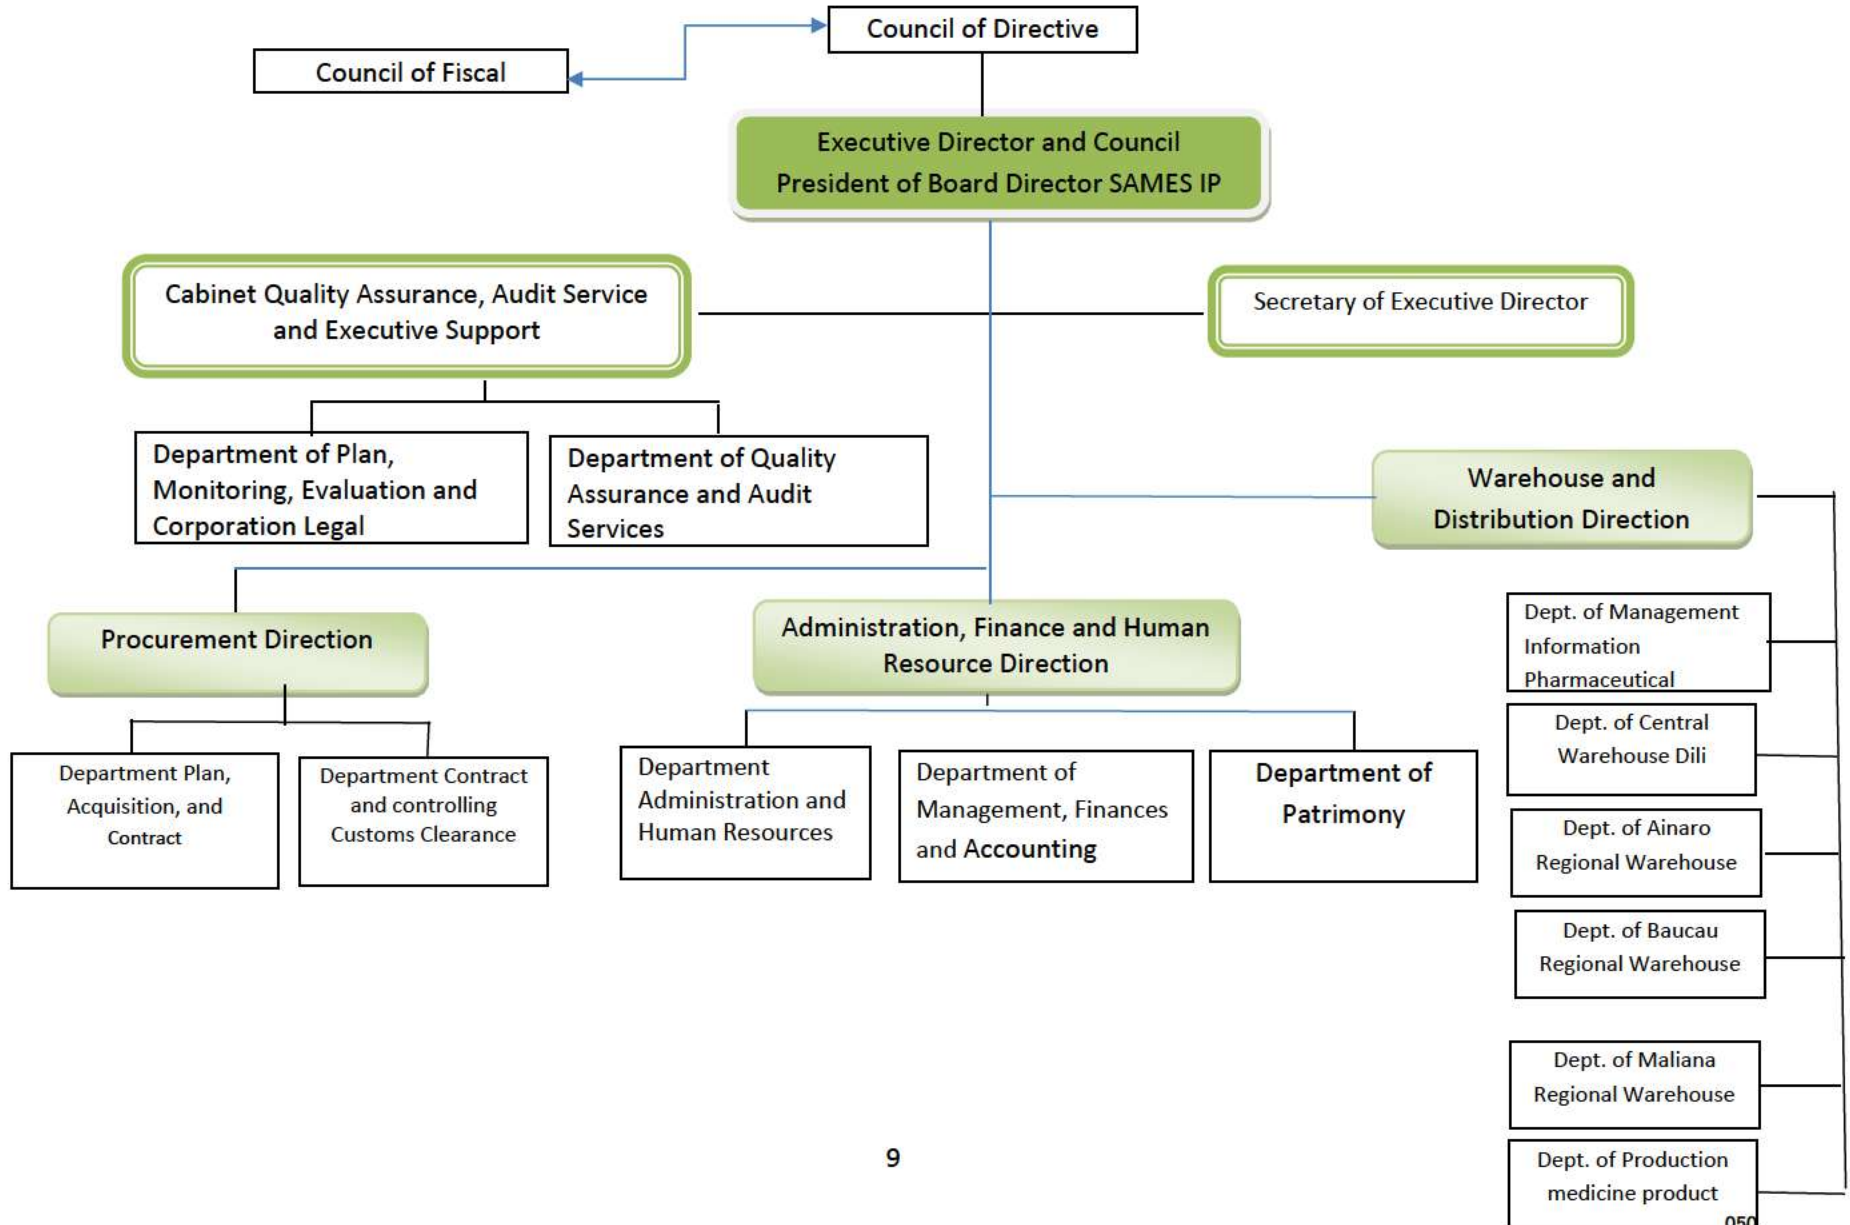 Council of Directive
Council of Fiscal
Executive Director and Council
President of Board Director SAMES IP
Cabinet Quality Assurance, Audit Service
and Executive Support
Secretary of Executive Director
Department of Plan,
Monitoring, Evaluation and
Corporation Legal
Department of Quality
Assurance and Audit
Services
Warehouse and
Distribution Direction
Procurement Direction
Administration, Finance and Human
Resource Direction
Department Plan,
Acquisition, and
Contract
Department Contract
and controlling
Customs Clearance
Department
Administration and
Human Resources
Department of
Management, Finances
and Accounting
Department of
Patrimony
Dept. of Management
Information
Pharmaceutical
Dept. of Central
Warehouse Dili
Dept. of Ainaro
Regional Warehouse
Dept. of Baucau
Regional Warehouse
Dept. of Maliana
Regional Warehouse
Dept. of Production
medicine product
9